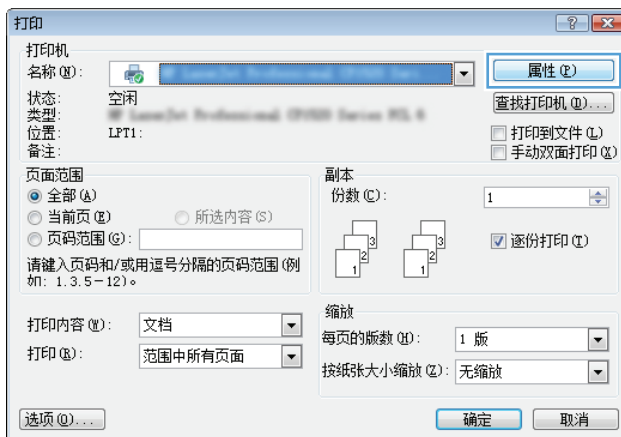 打印
打印机
名称(N):
属性(P)
状态: 空闲
查找打印机(D)...
类型:
位置: LPT1:
打印到文件(L)
备注:
手动双面打印(X)
页面范围
全部(A)
当前页(E) 所选内容(S)
页码范围(G):
请键入页码和/或用逗号分隔的页码范围(例
如: 1.3.5-12)。
副本
份数(C): 1
3 3
2 2
1 1
逐份打印(T)
打印内容(W): 文档
打印(R): 范围中所有页面
缩放
每页的版数(H): 1 版
按纸张大小缩放(Z): 无缩放
选项(O)...
确定 取消